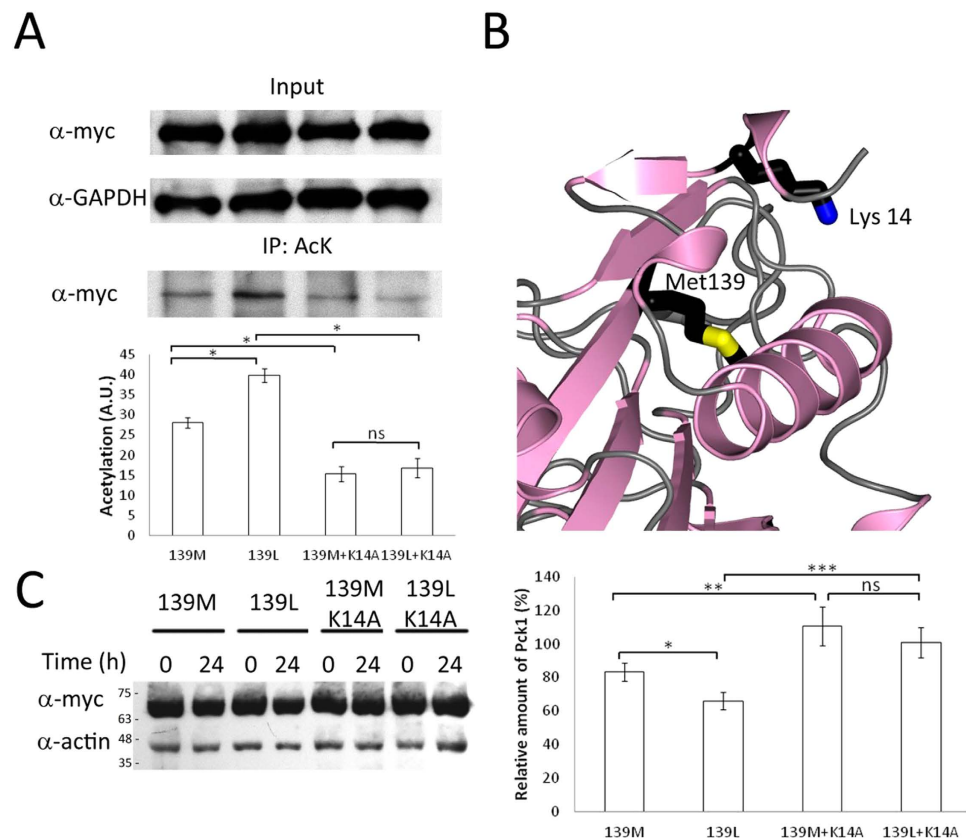 A
Input
α-myc
α-GAPDH
IP: AcK
α-myc
Acetylation (A.U.)
45
40
35
30
25
20
15
10
5
0
*
*
*
ns
139M 139L 139M+K14A 139L+K14A
B
Lys 14
Met139
C
139M 139L 139M K14A 139L K14A
Time (h) 0 24 0 24 0 24 0 24
α-myc
α-actin
75 -
63 -
48 -
35 -
Relative amount of Pck1 (%)
140
120
100
80
60
40
20
0
***
**
ns
*
139M 139L 139M+K14A 139L+K14A